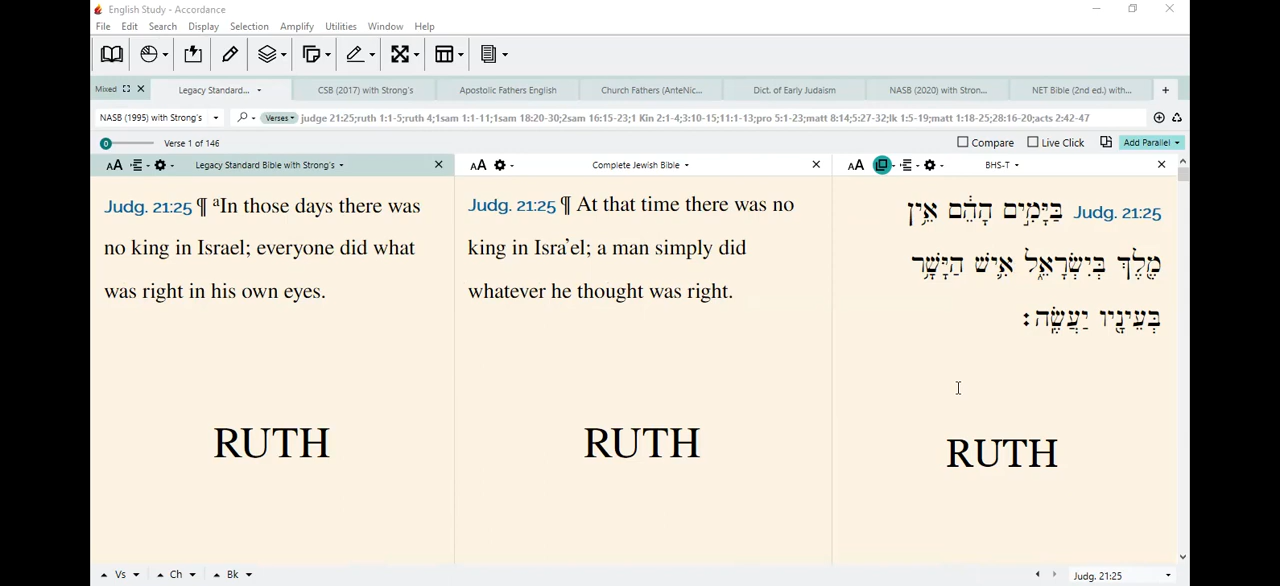 English Study - Accordance
File Edit Search Display Selection Amplify Utilities Window Help
Mixed Legacy Standard... CSB (2017) with Strong's Apostolic Fathers English Church Fathers (AnteNic... Dict. of Early Judaism NASB (2020) with Stron... NET Bible (2nd ed.) with... +
NASB (1995) with Strong's Verses judge 21:25;ruth 1:1-5;ruth 4;1sam 1:1-11;1sam 18:20-30;2sam 16:15-23;1 Kin 2:1-4;3:10-15;11:1-13;pro 5:1-23;matt 8:14;5:27-32;lk 1:5-19;matt 1:18-25;28:16-20;acts 2:42-47
0 Verse 1 of 146 Compare Live Click Add Parallel
AA Legacy Standard Bible with Strong's
Judg. 21:25 ¶ aIn those days there was
no king in Israel; everyone did what
was right in his own eyes.
RUTH
AA Complete Jewish Bible
Judg. 21:25 ¶ At that time there was no
king in Isra’el; a man simply did
whatever he thought was right.
RUTH
AA BHS-T
Judg. 21:25 בַּיָּמִ֣ים הָהֵ֔ם אֵ֥ין
מֶ֖לֶךְ בְּיִשְׂרָאֵ֑ל אִ֛ישׁ הַיָּשָׁ֥ר
בְּעֵינָ֖יו יַעֲשֶֽׂה׃
RUTH
Vs Ch Bk Judg. 21:25